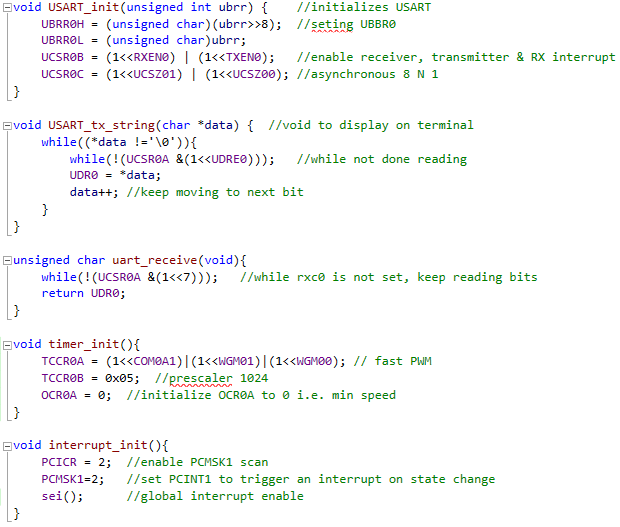 void USART_init(unsigned int ubrr) {    //initializes USART
    UBRR0H = (unsigned char)(ubrr>>8);  //seting UBBR0
    UBRR0L = (unsigned char)ubrr;
    UCSR0B = (1<<RXEN0) | (1<<TXEN0);   //enable receiver, transmitter & RX interrupt
    UCSR0C = (1<<UCSZ01) | (1<<UCSZ00); //asynchronous 8 N 1
}
void USART_tx_string(char *data) {  //void to display on terminal
    while((*data !='\0')){
        while(!(UCSR0A &(1<<UDRE0)));   //while not done reading
        UDR0 = *data;
        data++; //keep moving to next bit
    }
}
unsigned char uart_receive(void){
    while(!(UCSR0A &(1<<7)));   //while rxc0 is not set, keep reading bits
    return UDR0;
}
void timer_init(){
    TCCR0A = (1<<COM0A1)|(1<<WGM01)|(1<<WGM00); // fast PWM
    TCCR0B = 0x05;  //prescaler 1024
    OCR0A = 0;  //initialize OCR0A to 0 i.e. min speed
}
void interrupt_init(){
    PCICR = 2;  //enable PCMSK1 scan
    PCMSK1=2;   //set PCINT1 to trigger an interrupt on state change
    sei();      //global interrupt enable
}